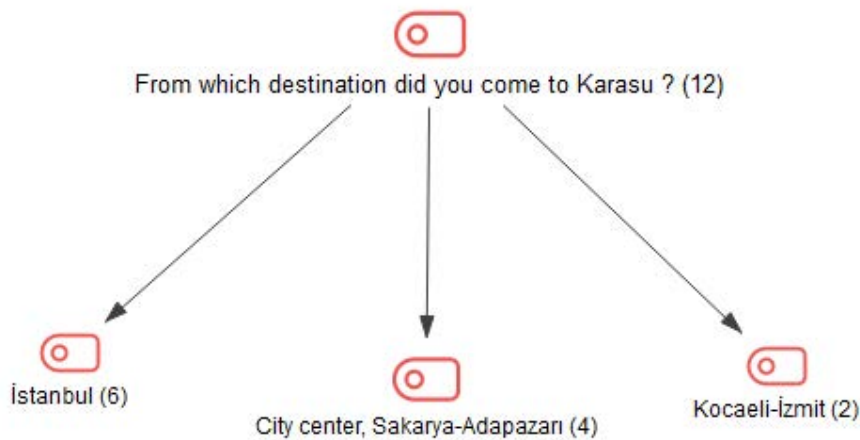 From which destination did you come to Karasu ? (12)
İstanbul (6)
City center, Sakarya-Adapazarı (4)
Kocaeli-İzmit (2)